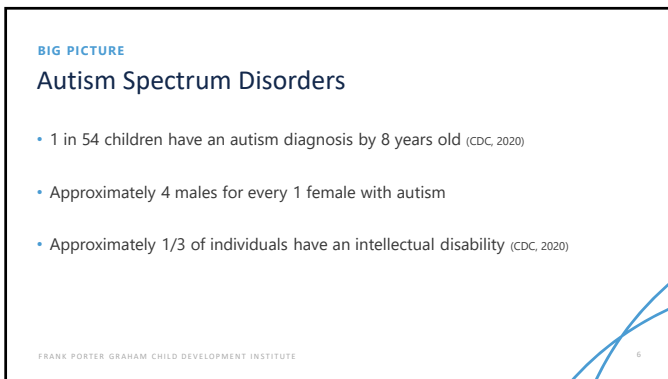 BIG PICTURE
Autism Spectrum Disorders
• 1 in 54 children have an autism diagnosis by 8 years old (CDC, 2020)
• Approximately 4 males for every 1 female with autism
• Approximately 1/3 of individuals have an intellectual disability (CDC, 2020)
FRANK PORTER GRAHAM CHILD DEVELOPMENT INSTITUTE
6